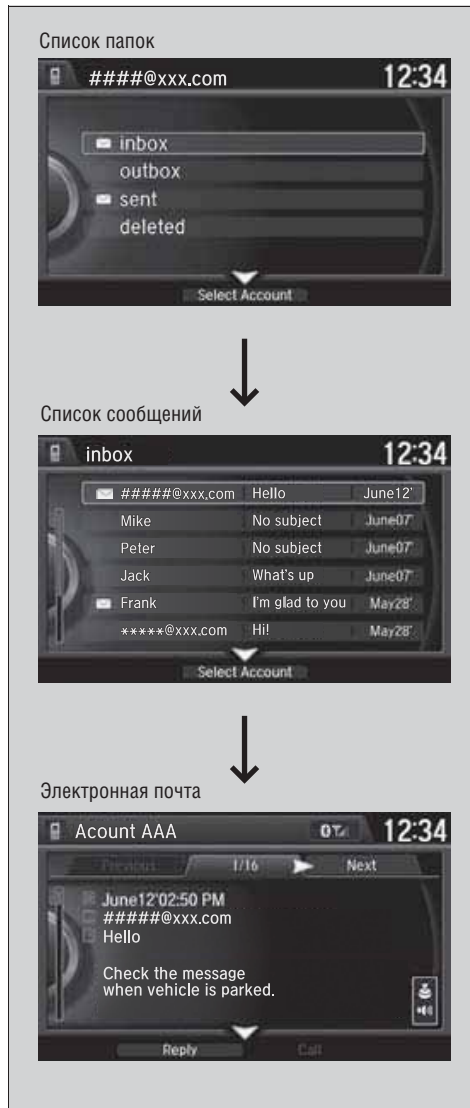 Список папок
####@xxx.com 12:34
inbox
outbox
sent
deleted
Select Account
Список сообщений
inbox 12:34
#####@xxx.com Hello June12'
Mike No subject June07'
Peter No subject June07'
Jack What's up June07'
Frank I'm glad to you May28'
*****@xxx.com Hi! May28'
Select Account
Электронная почта
Acount AAA 12:34
Previous 1/16 Next
June12'02:50 PM
#####@xxx.com
Hello
Check the message
when vehicle is parked.
Reply Call